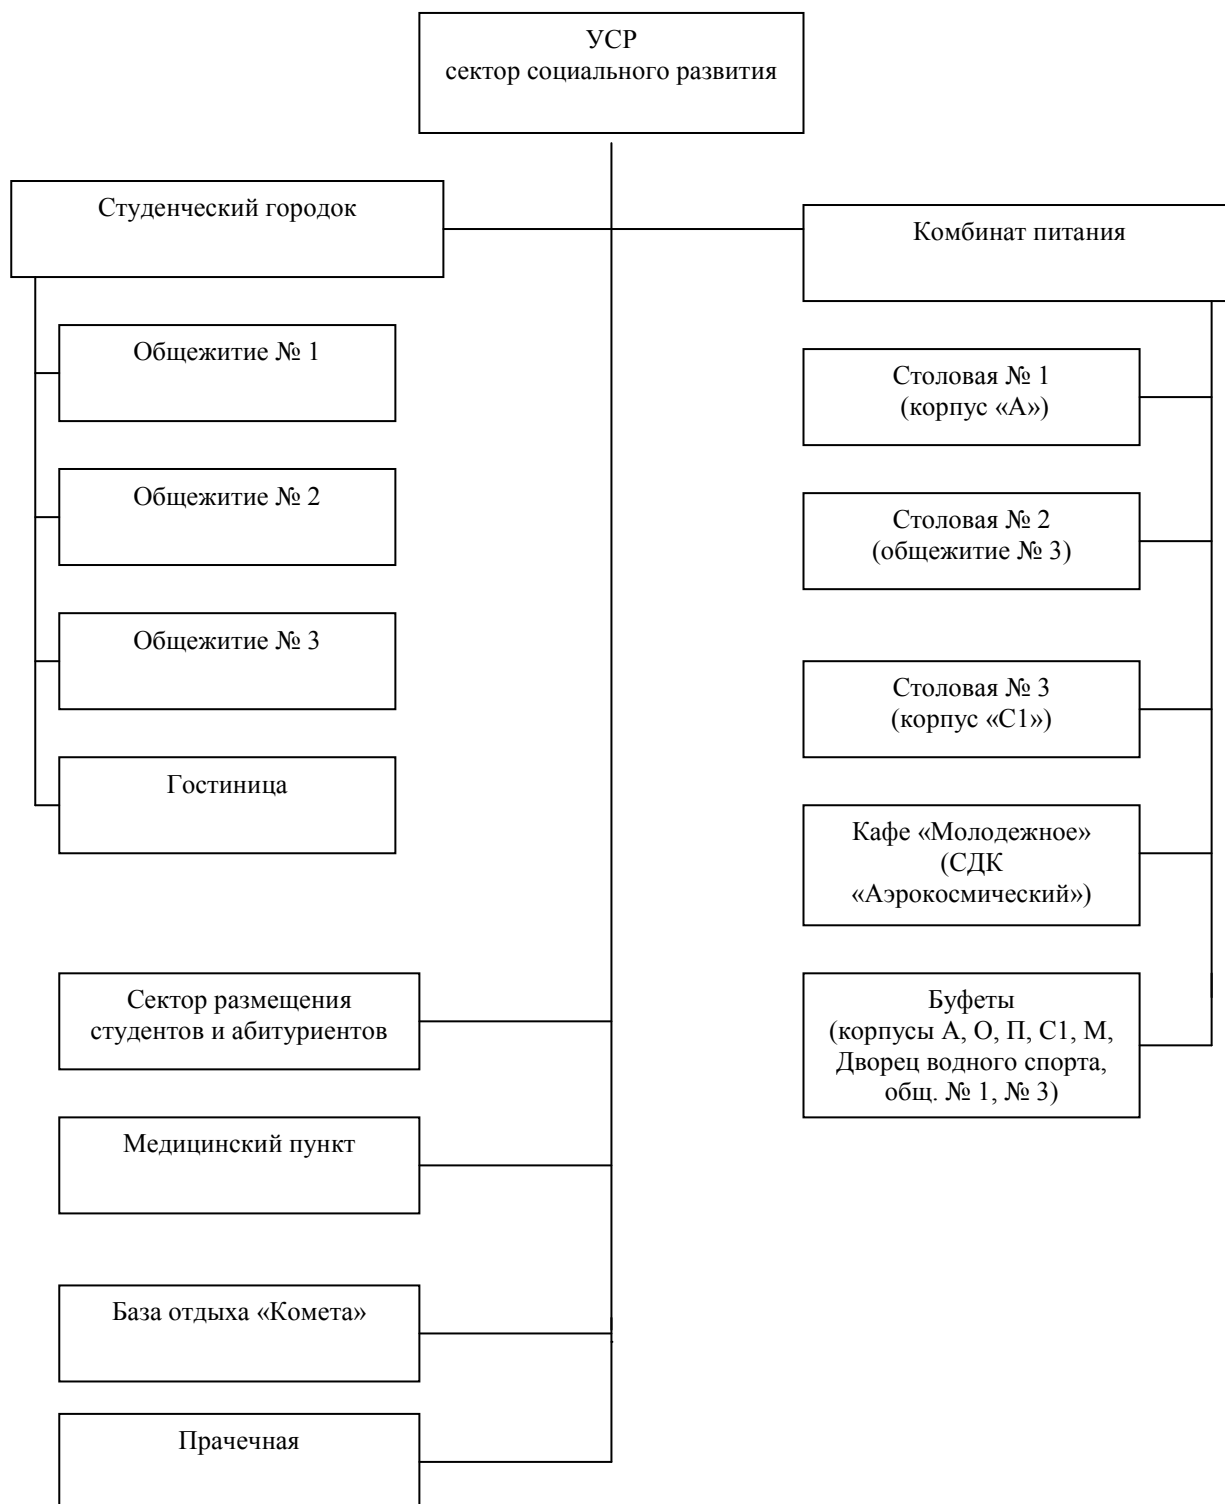 УСР
сектор социального развития
Студенческий городок
Комбинат питания
Общежитие № 1
Общежитие № 2
Общежитие № 3
Гостиница
Столовая № 1
(корпус «А»)
Столовая № 2
(общежитие № 3)
Столовая № 3
(корпус «С1»)
Кафе «Молодежное»
(СДК
«Аэрокосмический»)
Буфеты
(корпусы А, О, П, С1, М,
Дворец водного спорта,
общ. № 1, № 3)
Сектор размещения
студентов и абитуриентов
Медицинский пункт
База отдыха «Комета»
Прачечная